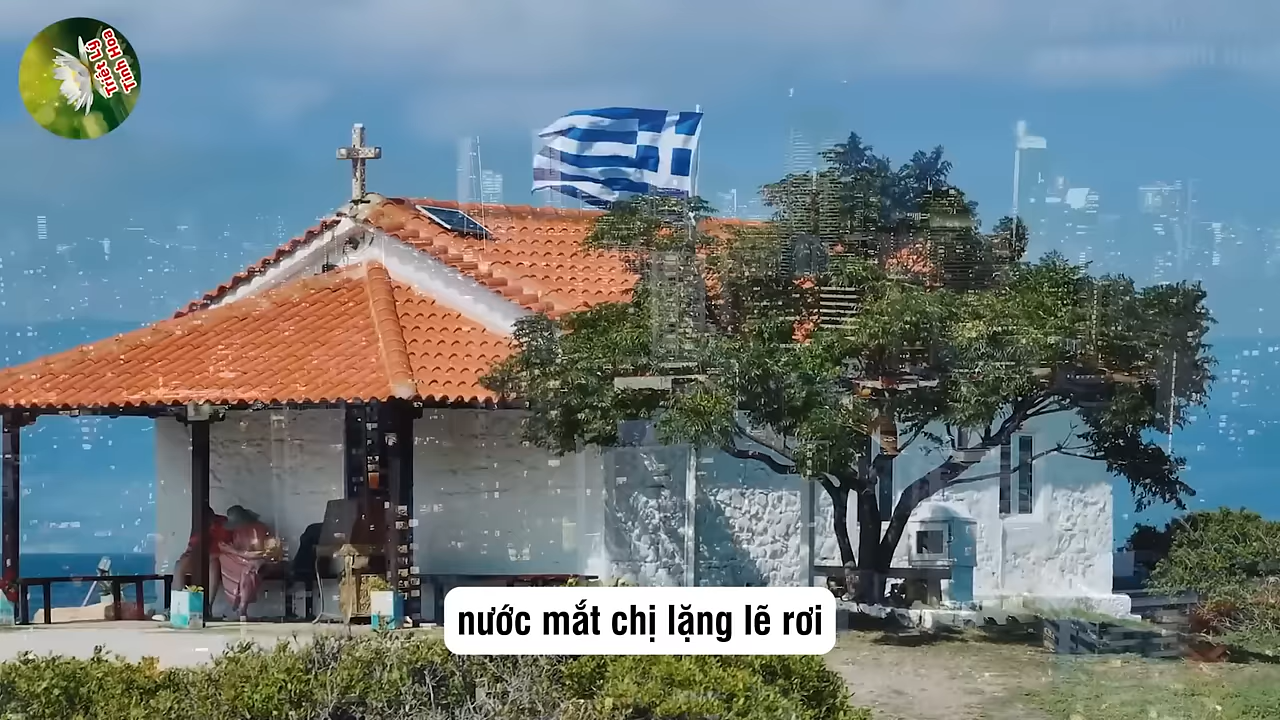 Triết Lý
Tinh Hoa
nước mắt chị lặng lẽ rơi